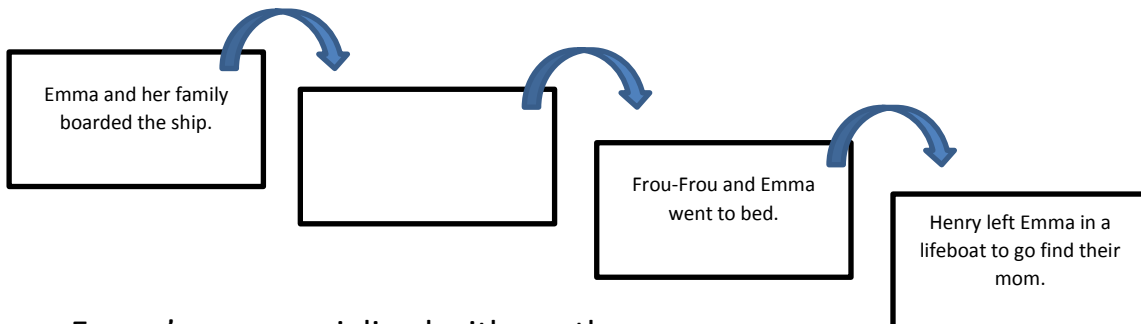 Emma and her family
boarded the ship.
Frou-Frou and Emma
went to bed.
Henry left Emma in a
lifeboat to go find their
mom.